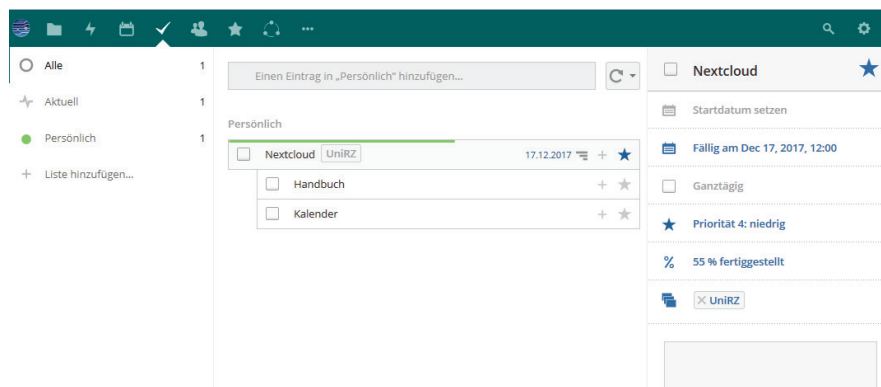 Alle 1
Aktuell 1
Persönlich 1
Liste hinzufügen...
Einen Eintrag in „Persönlich“ hinzufügen...
Persönlich
Nextcloud UniRZ 17.12.2017
Handbuch
Kalender
Nextcloud
Startdatum setzen
Fällig am Dec 17, 2017, 12:00
Ganztägig
Priorität 4: niedrig
% 55 % fertiggestellt
UniRZ